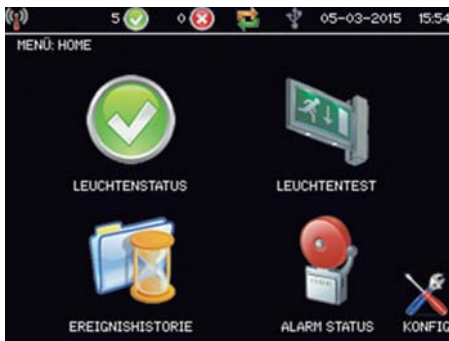 5 0 05-03-2015 15:54
MENÜ: HOME
LEUCHTENSTATUS LEUCHTENTEST
EREIGNISHISTORIE ALARM STATUS KONFIG